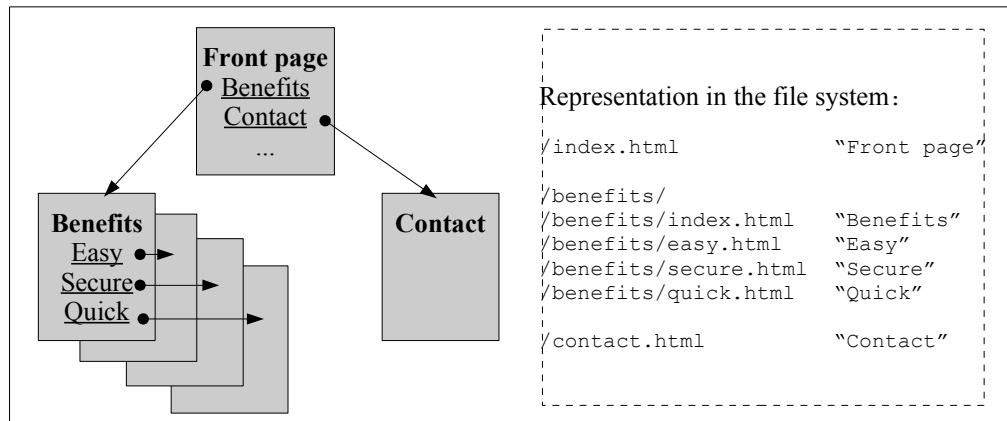 Front page
Benefits
Contact
...
Benefits
Easy
Secure
Quick
Contact
Representation in the file system:
/index.html “Front page”
/benefits/
/benefits/index.html “Benefits”
/benefits/easy.html “Easy”
/benefits/secure.html “Secure”
/benefits/quick.html “Quick”
/contact.html “Contact”